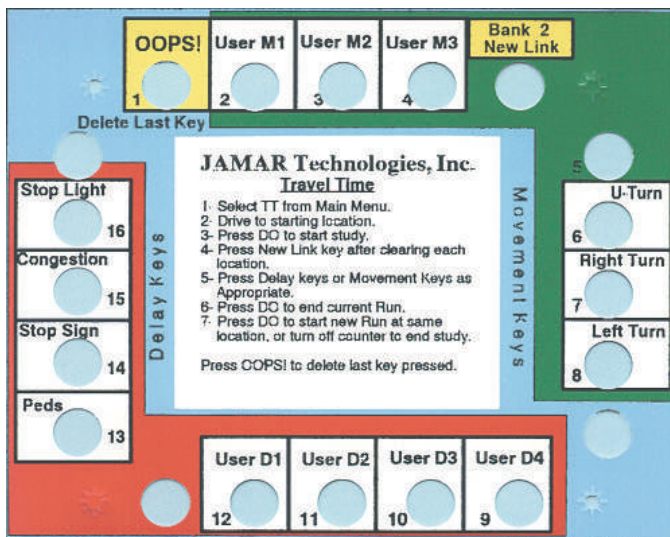 OOPS!
User M1
User M2
User M3
Bank 2
New Link
1
2
3
4
Delete Last Key
5
Stop Light
16
Congestion
15
Stop Sign
14
Peds
13
Delay Keys
JAMAR Technologies, Inc.
Travel Time
1- Select TT from Main Menu.
2- Drive to starting location.
3- Press DO to start study.
4- Press New Link key after clearing each
location.
5- Press Delay keys or Movement Keys as
Appropriate.
6- Press DO to end current Run.
7- Press DO to start new Run at same
location, or turn off counter to end study.
Press OOPS! to delete last key pressed.
Movement Keys
U-Turn
6
Right Turn
7
Left Turn
8
User D1
User D2
User D3
User D4
12
11
10
9